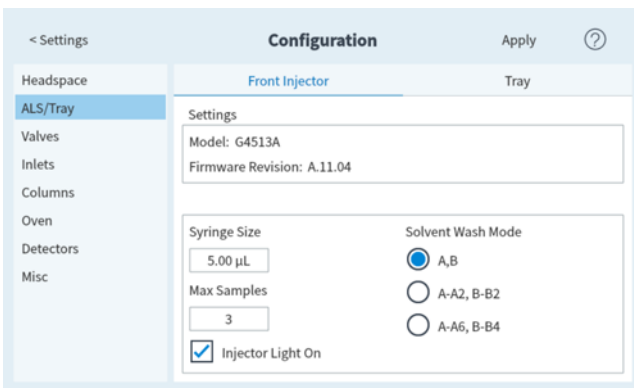 < Settings
Configuration
Apply
?
Headspace
ALS/Tray
Valves
Inlets
Columns
Oven
Detectors
Misc
Front Injector
Tray
Settings
Model: G4513A
Firmware Revision: A.11.04
Syringe Size
5.00 µL
Max Samples
3
Injector Light On
Solvent Wash Mode
A,B
A-A2, B-B2
A-A6, B-B4